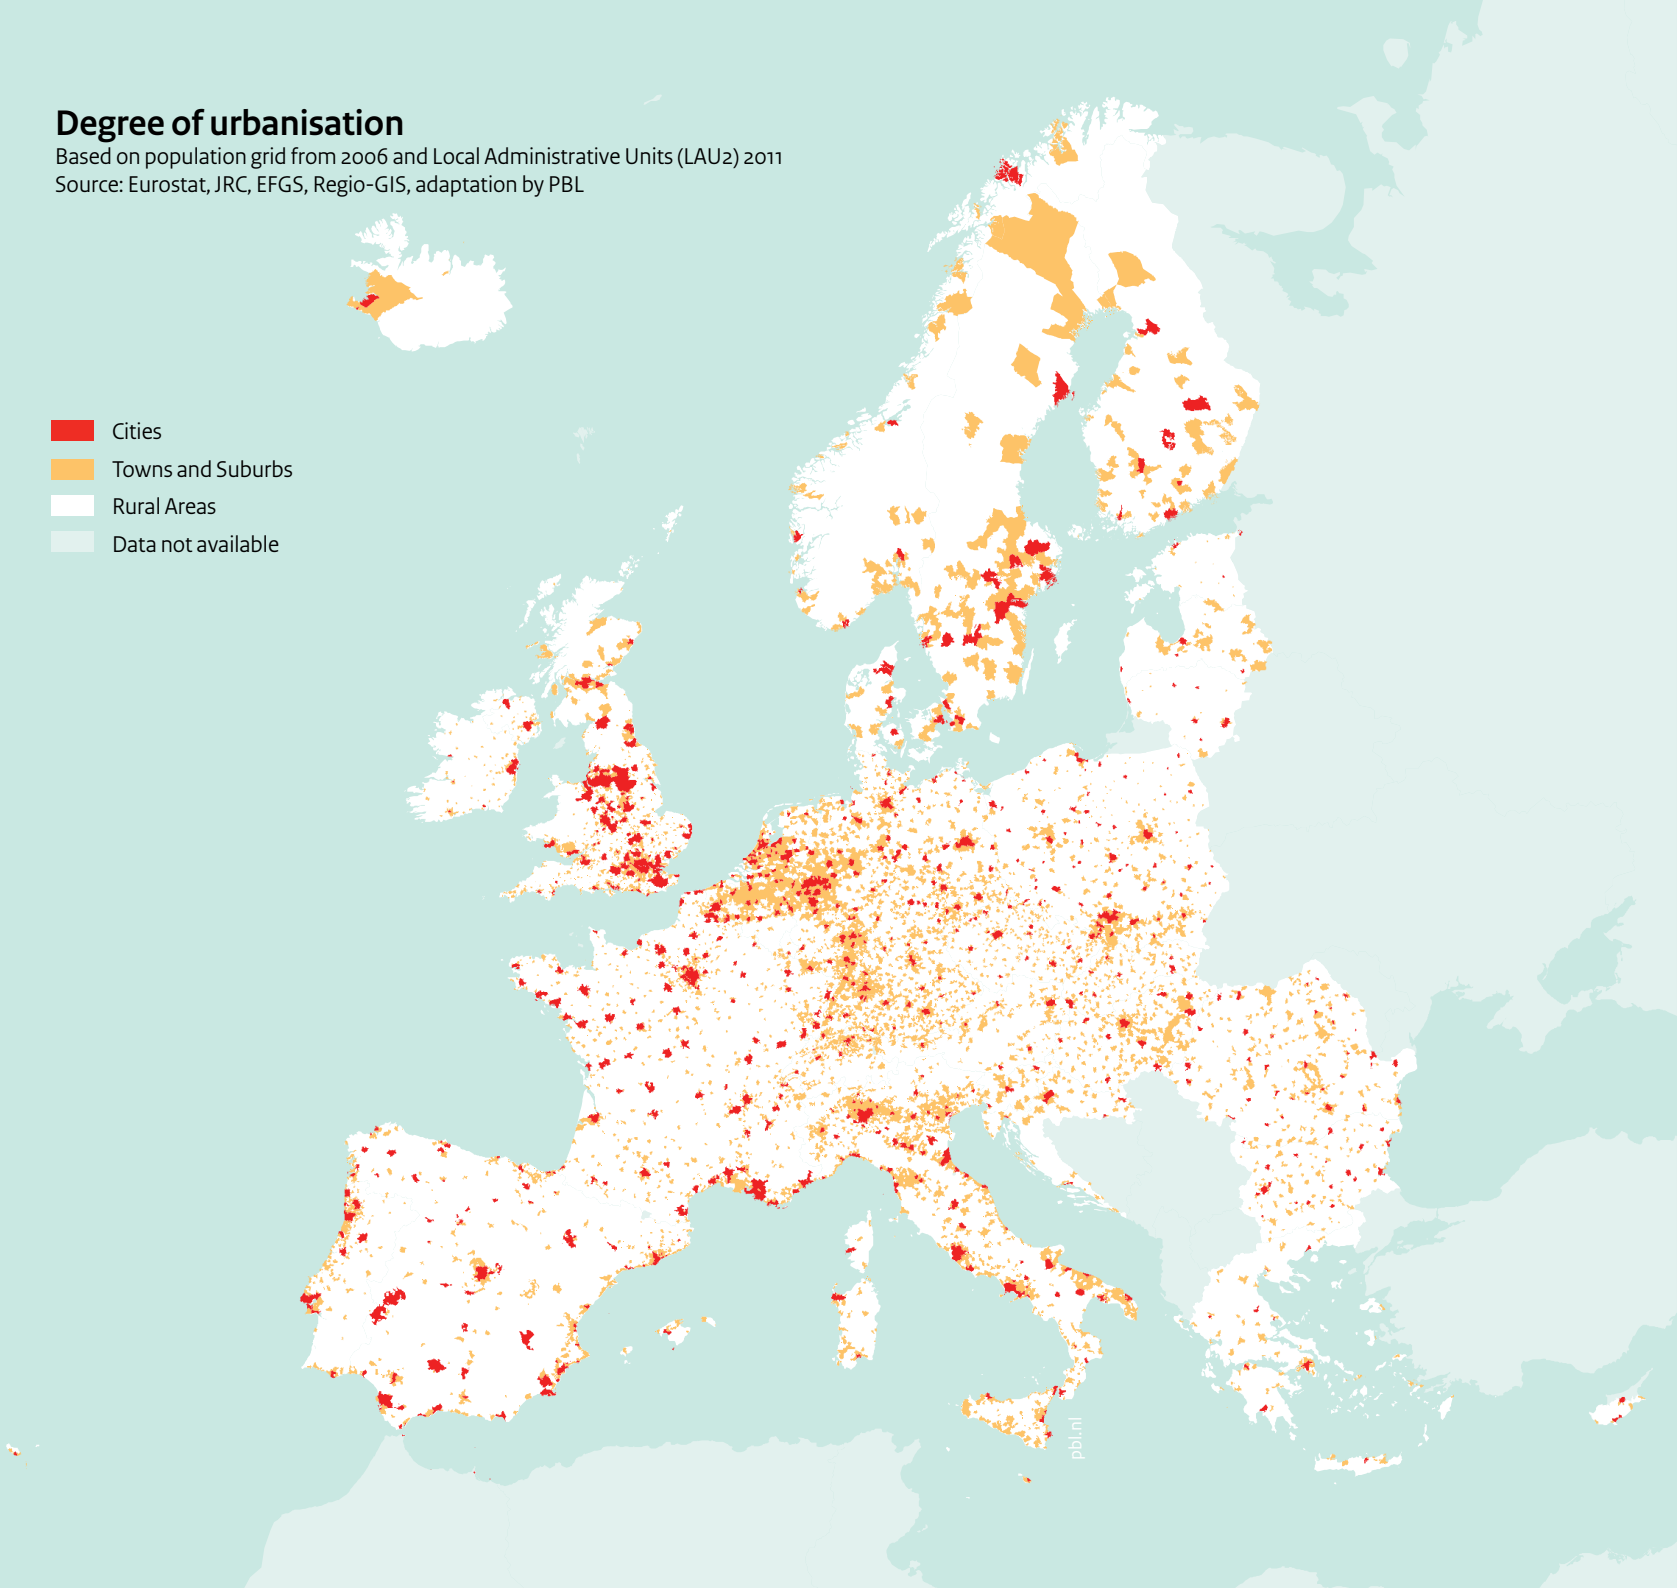 Degree of urbanisation
Based on population grid from 2006 and Local Administrative Units (LAU2) 2011
Source: Eurostat, JRC, EFGS, Regio-GIS, adaptation by PBL
Cities
Towns and Suburbs
Rural Areas
Data not available
pbl.nl